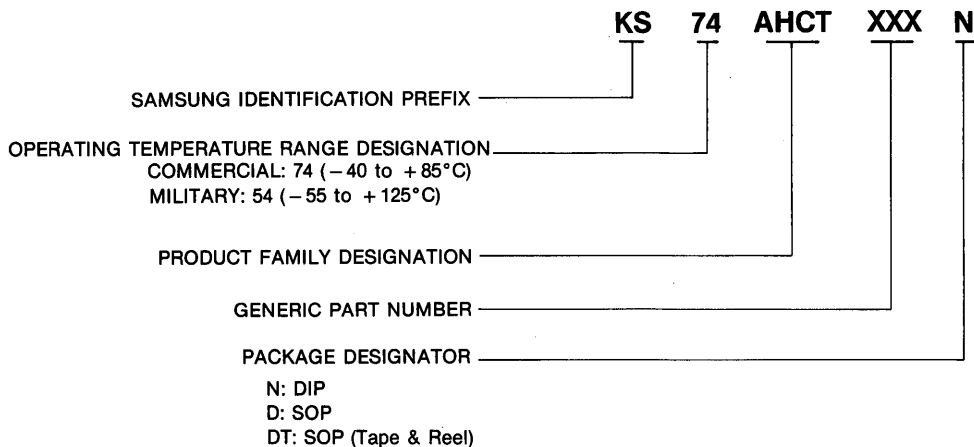 KS 74 AHCT XXX N
SAMSUNG IDENTIFICATION PREFIX
OPERATING TEMPERATURE RANGE DESIGNATION
COMMERCIAL: 74 (−40 to +85°C)
MILITARY: 54 (−55 to +125°C)
PRODUCT FAMILY DESIGNATION
GENERIC PART NUMBER
PACKAGE DESIGNATOR
N: DIP
D: SOP
DT: SOP (Tape & Reel)